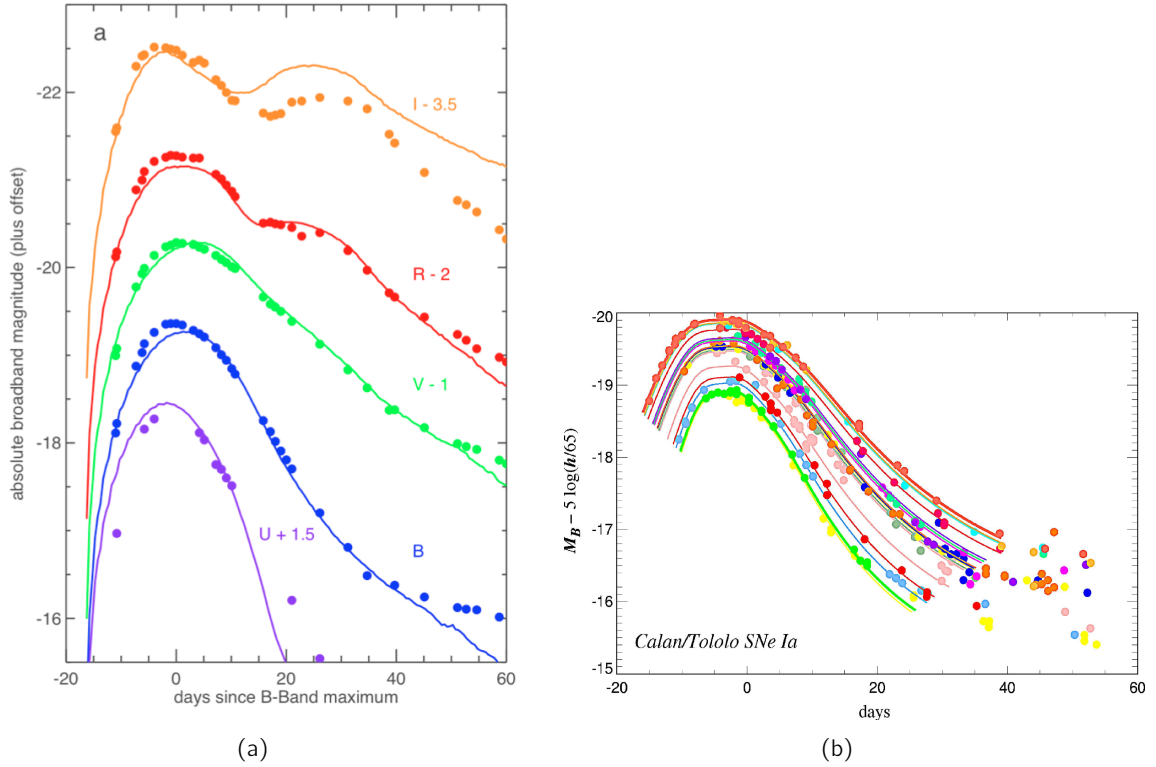 a
I - 3.5
R - 2
V - 1
U + 1.5
B
-22
-20
-18
-16
-20
0
20
40
60
absolute broadband magnitude (plus offset)
days since B-Band maximum
(a)
-20
-19
-18
-17
-16
-15
-20
0
20
40
60
M_B − 5 log(h/65)
Calan/Tololo SNe Ia
days
(b)